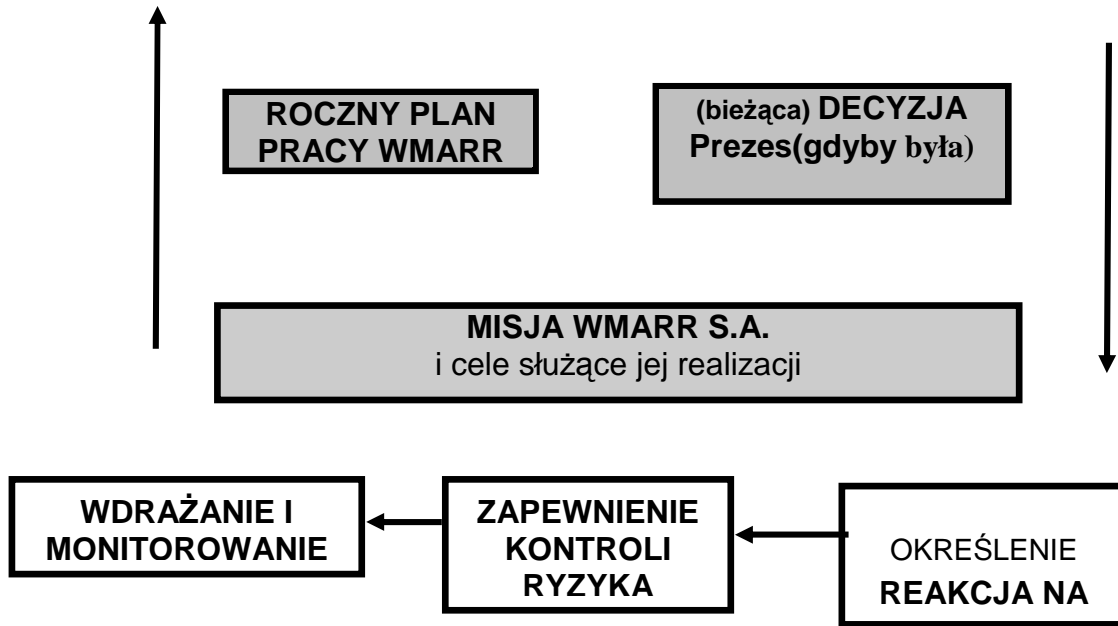 ROCZNY PLAN
PRACY WMARR
(bieżąca) DECYZJA
Prezes(gdyby była)
MISJA WMARR S.A.
i cele służące jej realizacji
WDRAŻANIE I
MONITOROWANIE
ZAPEWNIENIE
KONTROLI
RYZYKA
OKREŚLENIE
REAKCJA NA